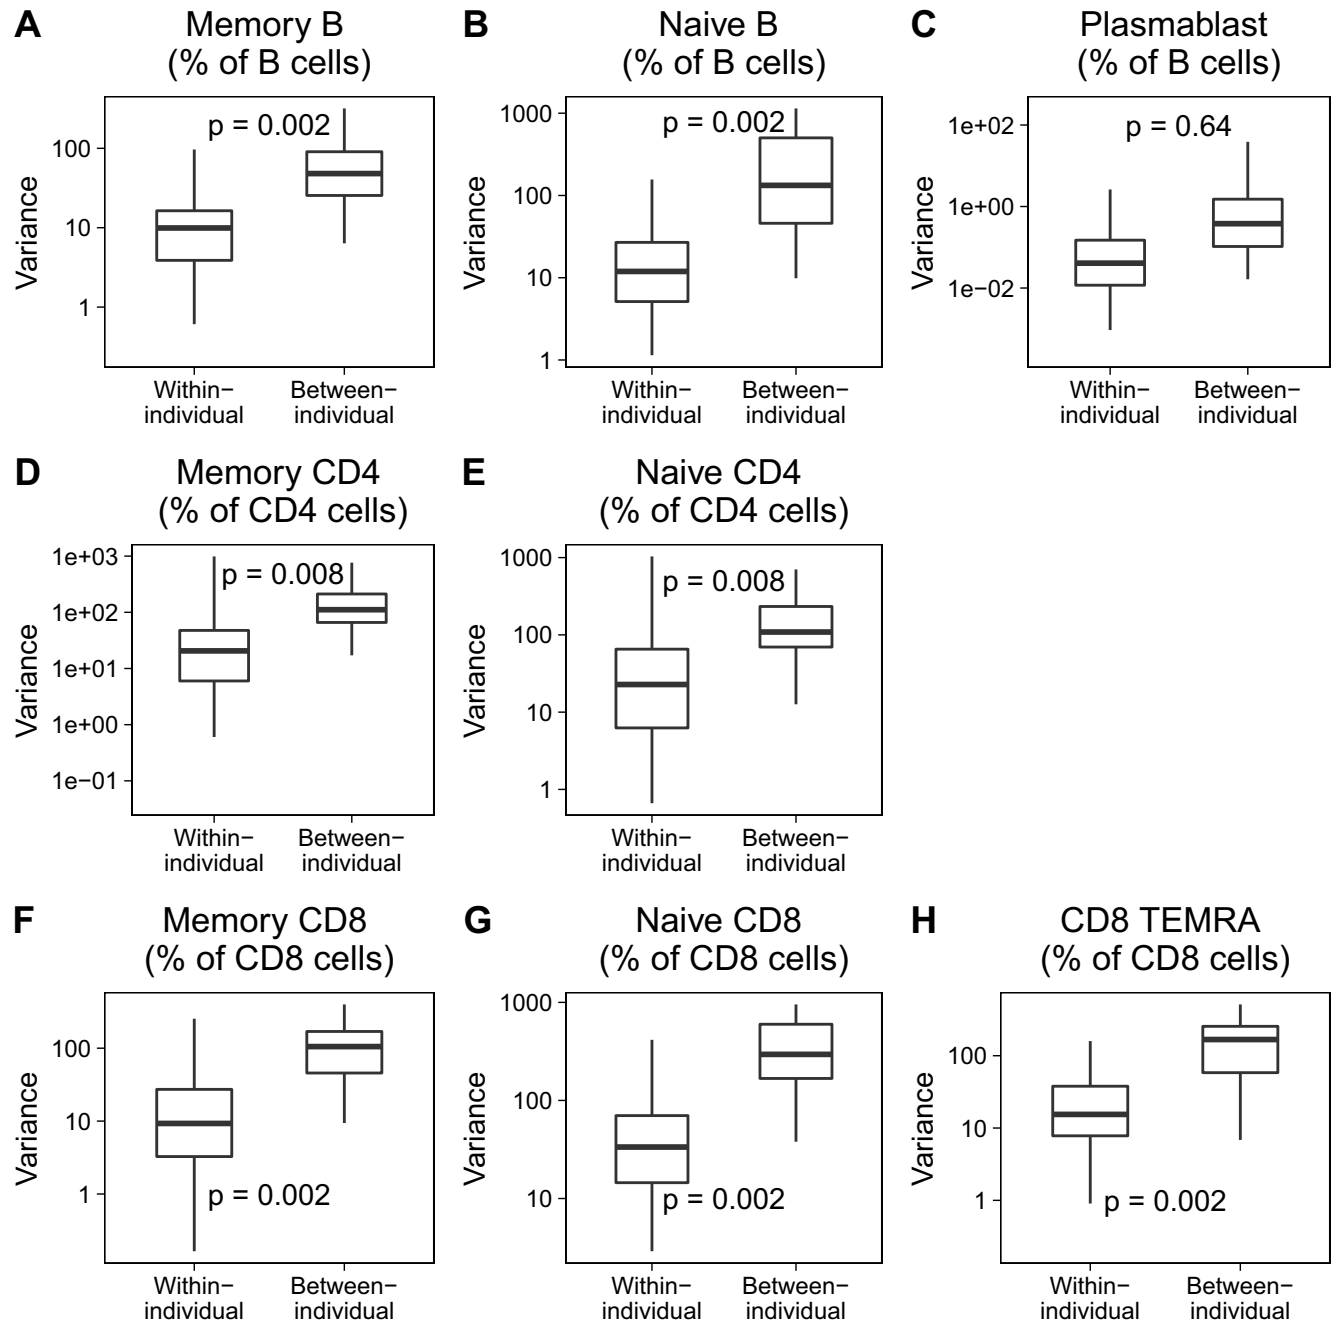 A
Memory B
(% of B cells)
p = 0.002
100
10
1
Variance
Within−
individual
Between−
individual
B
Naive B
(% of B cells)
p = 0.002
1000
100
10
1
Variance
Within−
individual
Between−
individual
C
Plasmablast
(% of B cells)
p = 0.64
1e+02
1e+00
1e−02
Variance
Within−
individual
Between−
individual
D
Memory CD4
(% of CD4 cells)
p = 0.008
1e+03
1e+02
1e+01
1e+00
1e−01
Variance
Within−
individual
Between−
individual
E
Naive CD4
(% of CD4 cells)
p = 0.008
1000
100
10
1
Variance
Within−
individual
Between−
individual
F
Memory CD8
(% of CD8 cells)
100
10
1
p = 0.002
Variance
Within−
individual
Between−
individual
G
Naive CD8
(% of CD8 cells)
1000
100
10
p = 0.002
Variance
Within−
individual
Between−
individual
H
CD8 TEMRA
(% of CD8 cells)
100
10
1
p = 0.002
Variance
Within−
individual
Between−
individual